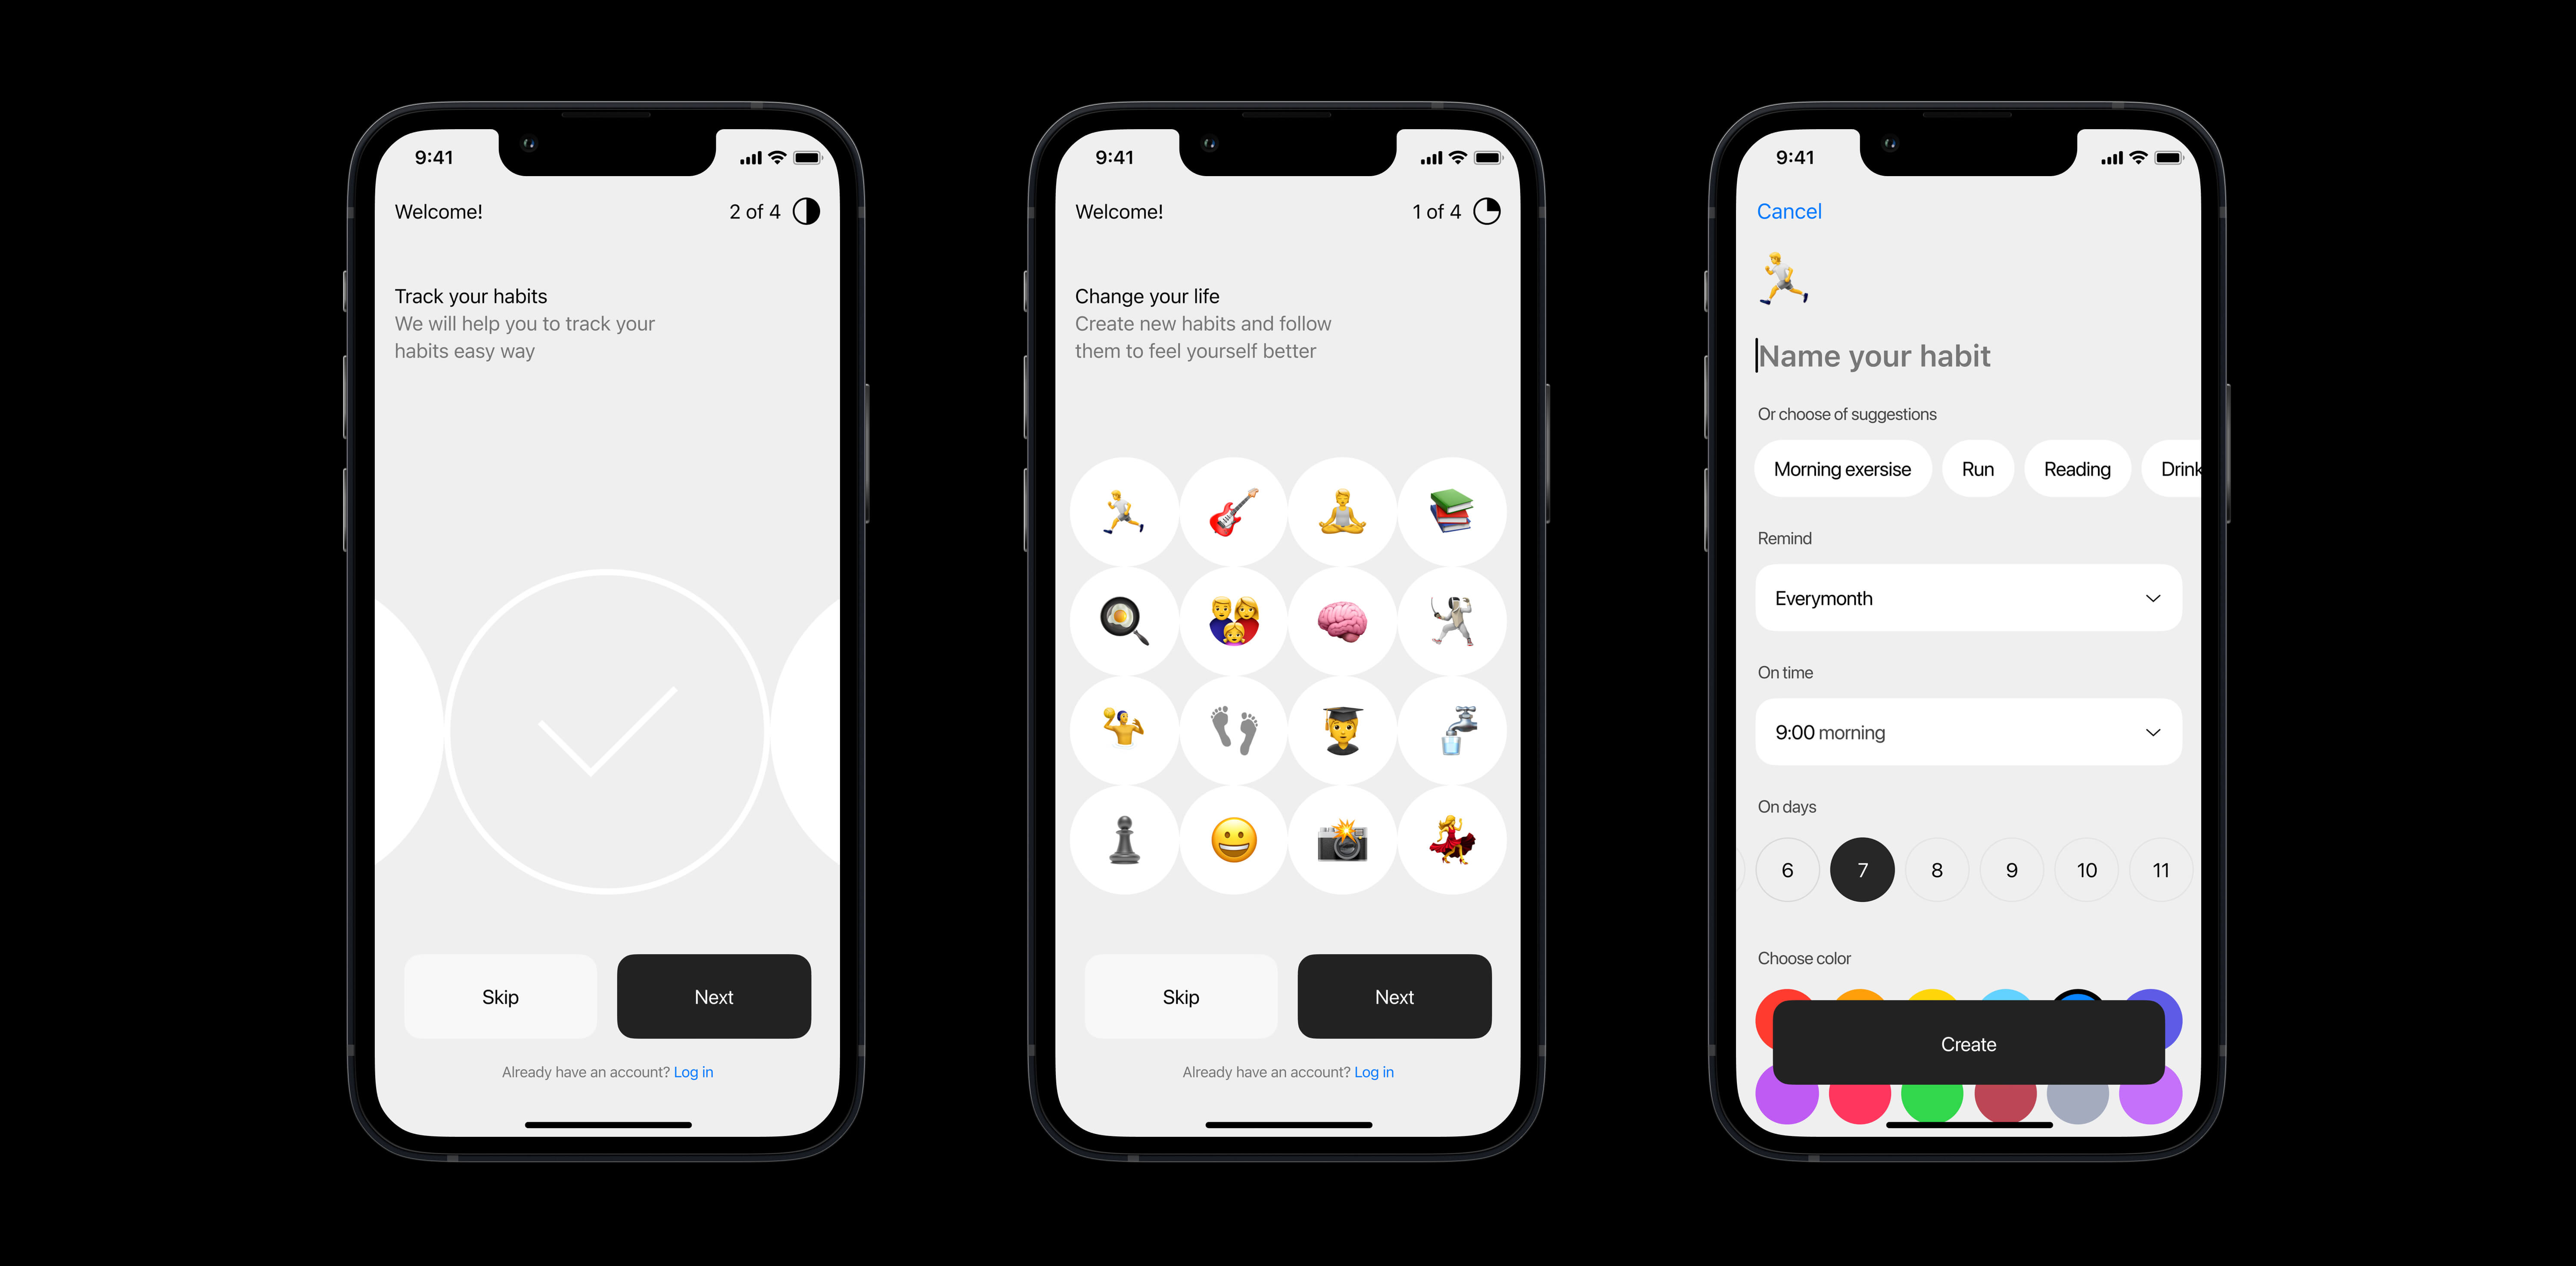 9:41
Welcome!
2 of 4
Track your habits
We will help you to track your
habits easy way
Skip
Next
Already have an account? Log in
9:41
Welcome!
1 of 4
Change your life
Create new habits and follow
them to feel yourself better
Skip
Next
Already have an account? Log in
9:41
Cancel
Name your habit
Or choose of suggestions
Morning exersise
Run
Reading
Drink
Remind
Everymonth
On time
9:00 morning
On days
6
7
8
9
10
11
Choose color
Create